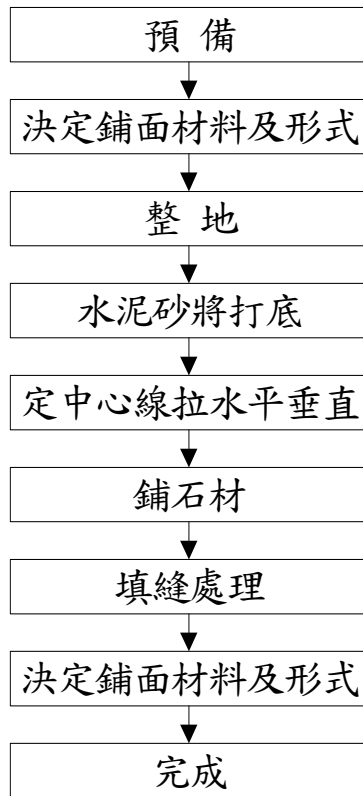 預 備
決定鋪面材料及形式
整 地
水泥砂將打底
定中心線拉水平垂直
鋪石材
填縫處理
決定鋪面材料及形式
完成